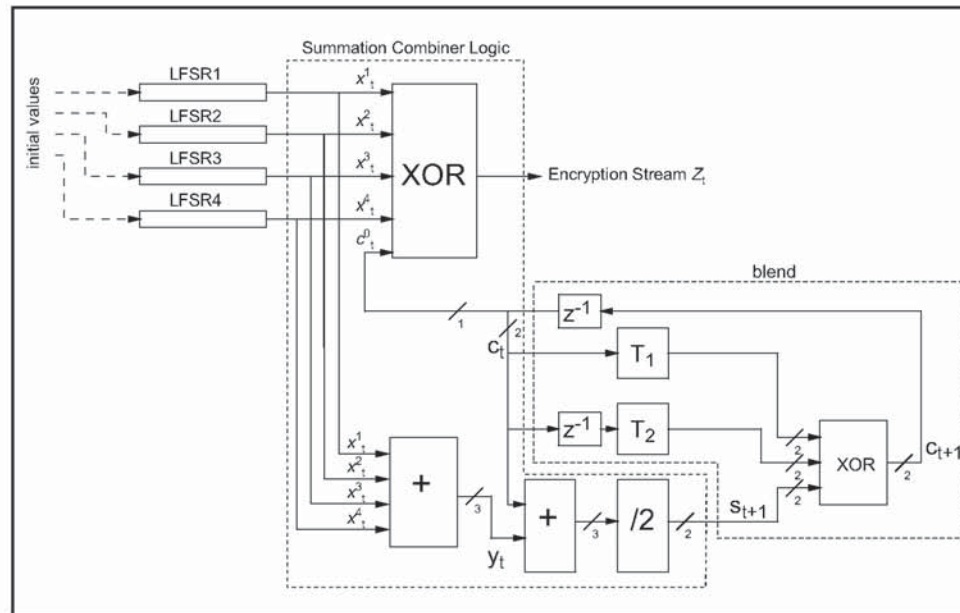 Summation Combiner Logic
initial values
LFSR1
LFSR2
LFSR3
LFSR4
x¹ₜ
x²ₜ
x³ₜ
x⁴ₜ
c⁰ₜ
XOR
Encryption Stream Zₜ
blend
1
2
cₜ
z⁻¹
T₁
z⁻¹
T₂
2
2
2
XOR
2
cₜ₊₁
x¹ₜ
x²ₜ
x³ₜ
x⁴ₜ
+
3
yₜ
+
3
/2
2
sₜ₊₁